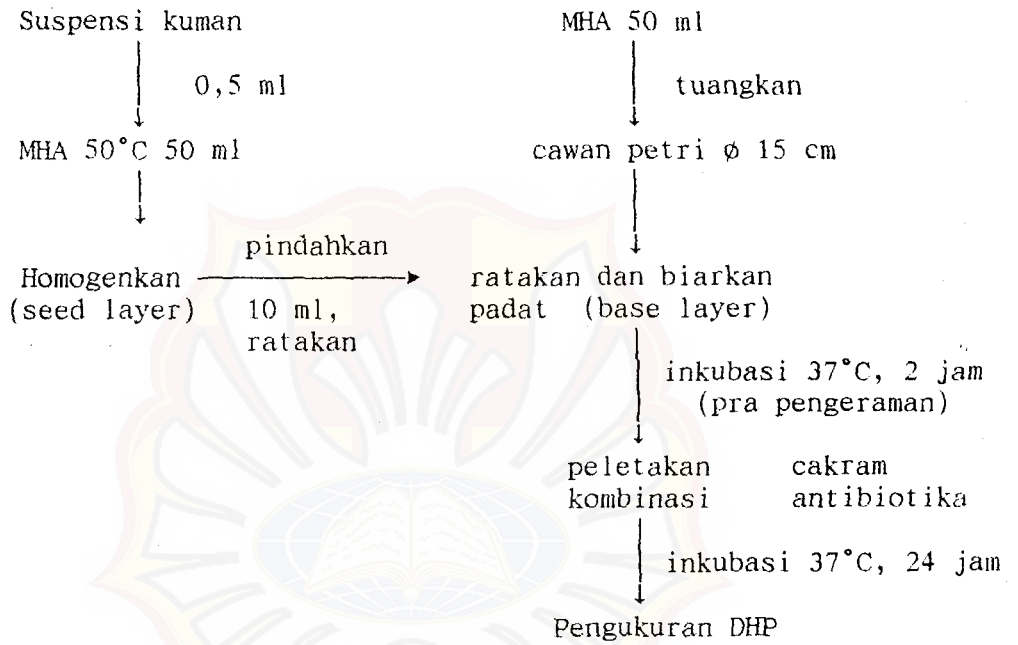 Suspensi kuman
0,5 ml
MHA 50°C 50 ml
Homogenkan
(seed layer)
pindahkan
10 ml,
ratakan
MHA 50 ml
tuangkan
cawan petri ø 15 cm
ratakan dan biarkan
padat (base layer)
inkubasi 37°C, 2 jam
(pra pengeraman)
peletakan cakram
kombinasi antibiotika
inkubasi 37°C, 24 jam
Pengukuran DHP